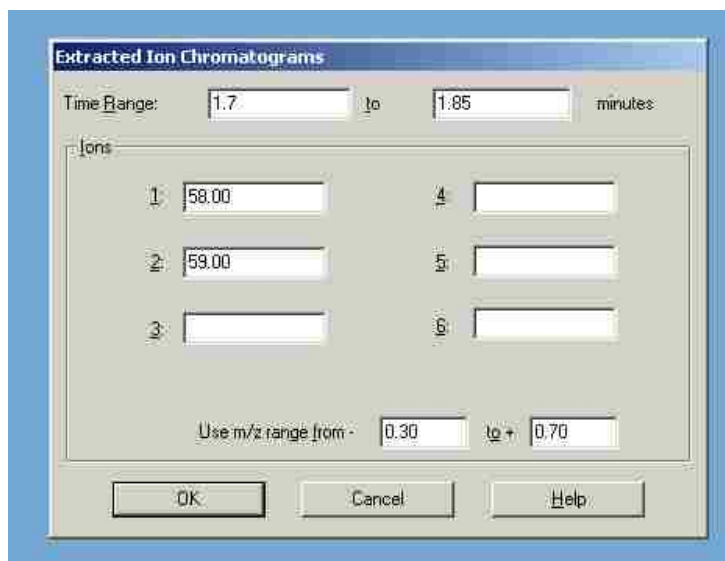 Extracted Ion Chromatograms
Time Range: 1.7 to 1.85 minutes
Ions
1: 58.00 4:
2: 59.00 5:
3: 6:
Use m/z range from - 0.30 to + 0.70
OK Cancel Help